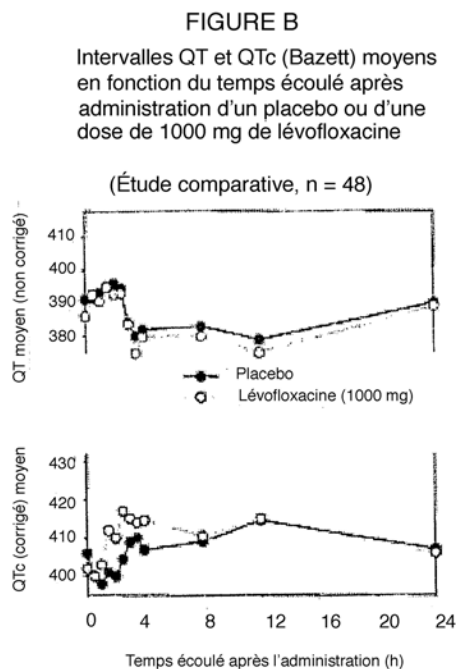 FIGURE B
Intervalles QT et QTc (Bazett) moyens
en fonction du temps écoulé après
administration d'un placebo ou d'une
dose de 1000 mg de lévofloxacine
(Étude comparative, n = 48)
QT moyen (non corrigé)
410
400
390
380
Placebo
Lévofloxacine (1000 mg)
QTc (corrigé) moyen
430
420
410
400
0 4 8 12 16 20 24
Temps écoulé après l'administration (h)